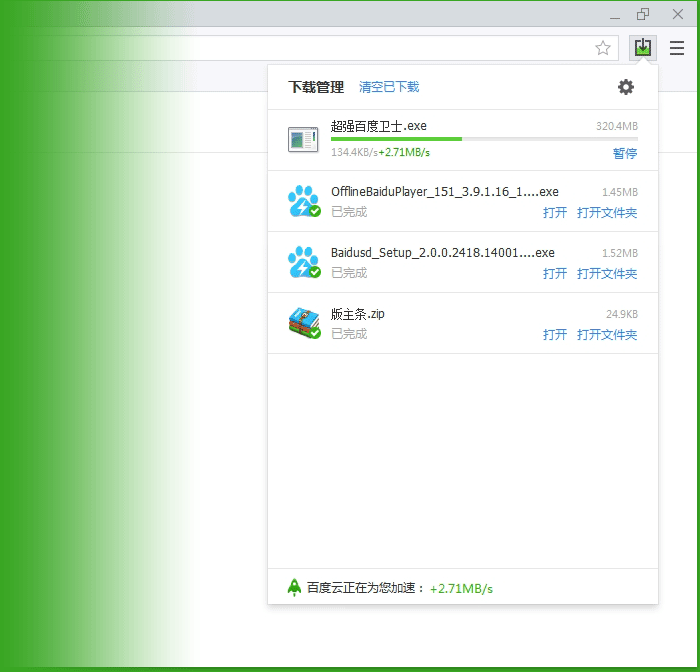 下载管理 清空已下载
超强百度卫士.exe 320.4MB
134.4KB/s+2.71MB/s 暂停
OfflineBaiduPlayer_151_3.9.1.16_1....exe 1.45MB
已完成 打开 打开文件夹
Baidusd_Setup_2.0.0.2418.14001....exe 1.52MB
已完成 打开 打开文件夹
版主条.zip 24.9KB
已完成 打开 打开文件夹
百度云正在为您加速： +2.71MB/s